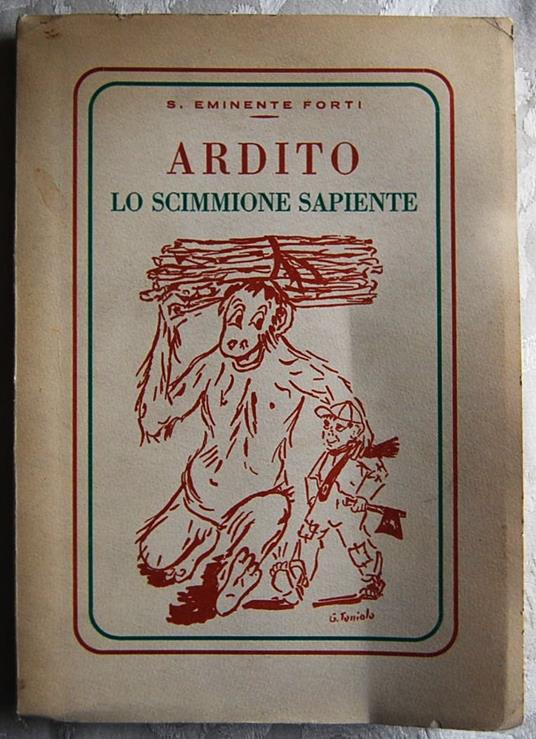 S. EMINENTE FORTI
ARDITO
LO SCIMMIONE SAPIENTE
G. Toniolo